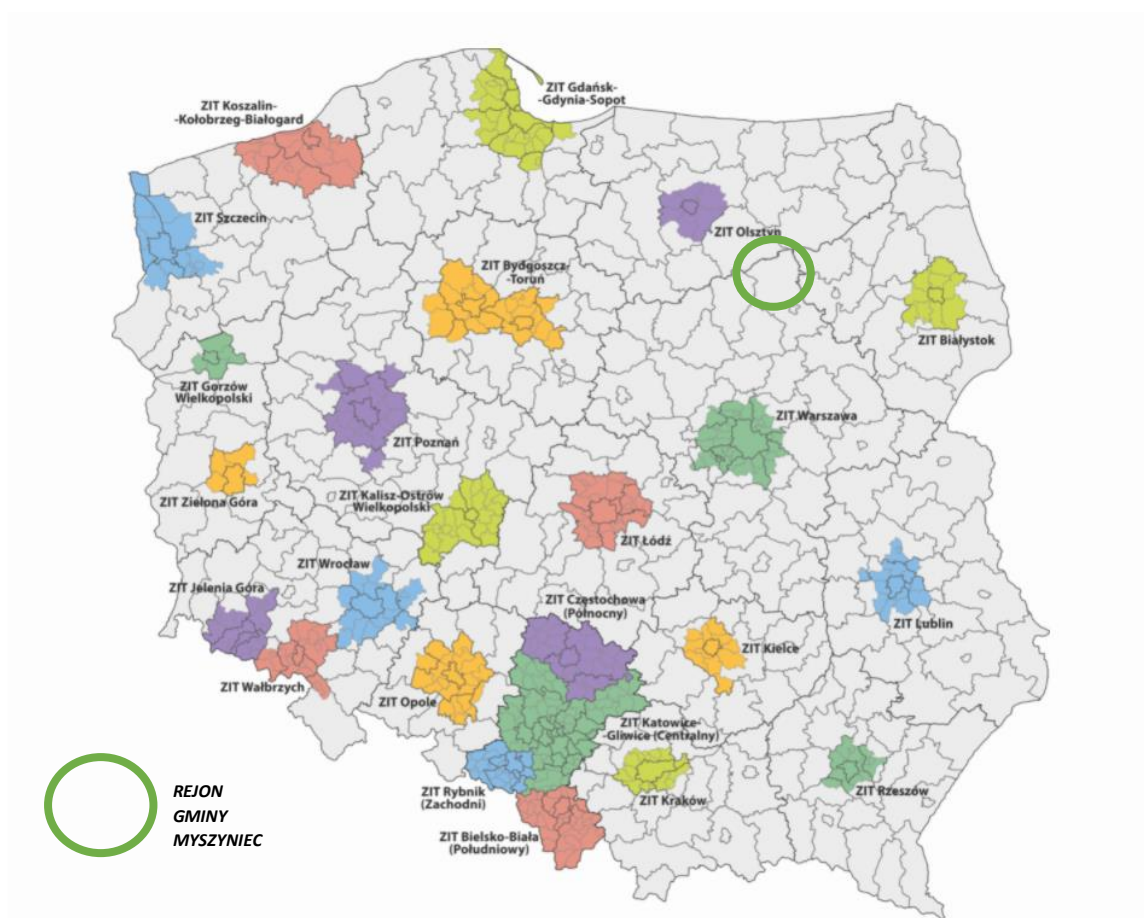 ZIT Gdańsk-
-Gdynia-Sopot
ZIT Koszalin-
-Kołobrzeg-Białogard
ZIT Szczecin
ZIT Olsztyn
ZIT Bydgoszcz-
-Toruń
ZIT Białystok
ZIT Gorzów
Wielkopolski
ZIT Warszawa
ZIT Poznań
ZIT Zielona Góra
ZIT Kalisz-Ostrów
Wielkopolski
ZIT Łódź
ZIT Wrocław
ZIT Jelenia Góra
ZIT Częstochowa
(Północny)
ZIT Lublin
ZIT Kielce
ZIT Wałbrzych
ZIT Opole
ZIT Katowice-
-Gliwice (Centralny)
ZIT Rybnik
(Zachodni)
ZIT Kraków
ZIT Rzeszów
ZIT Bielsko-Biała
(Południowy)
REJON
GMINY
MYSZYNIEC